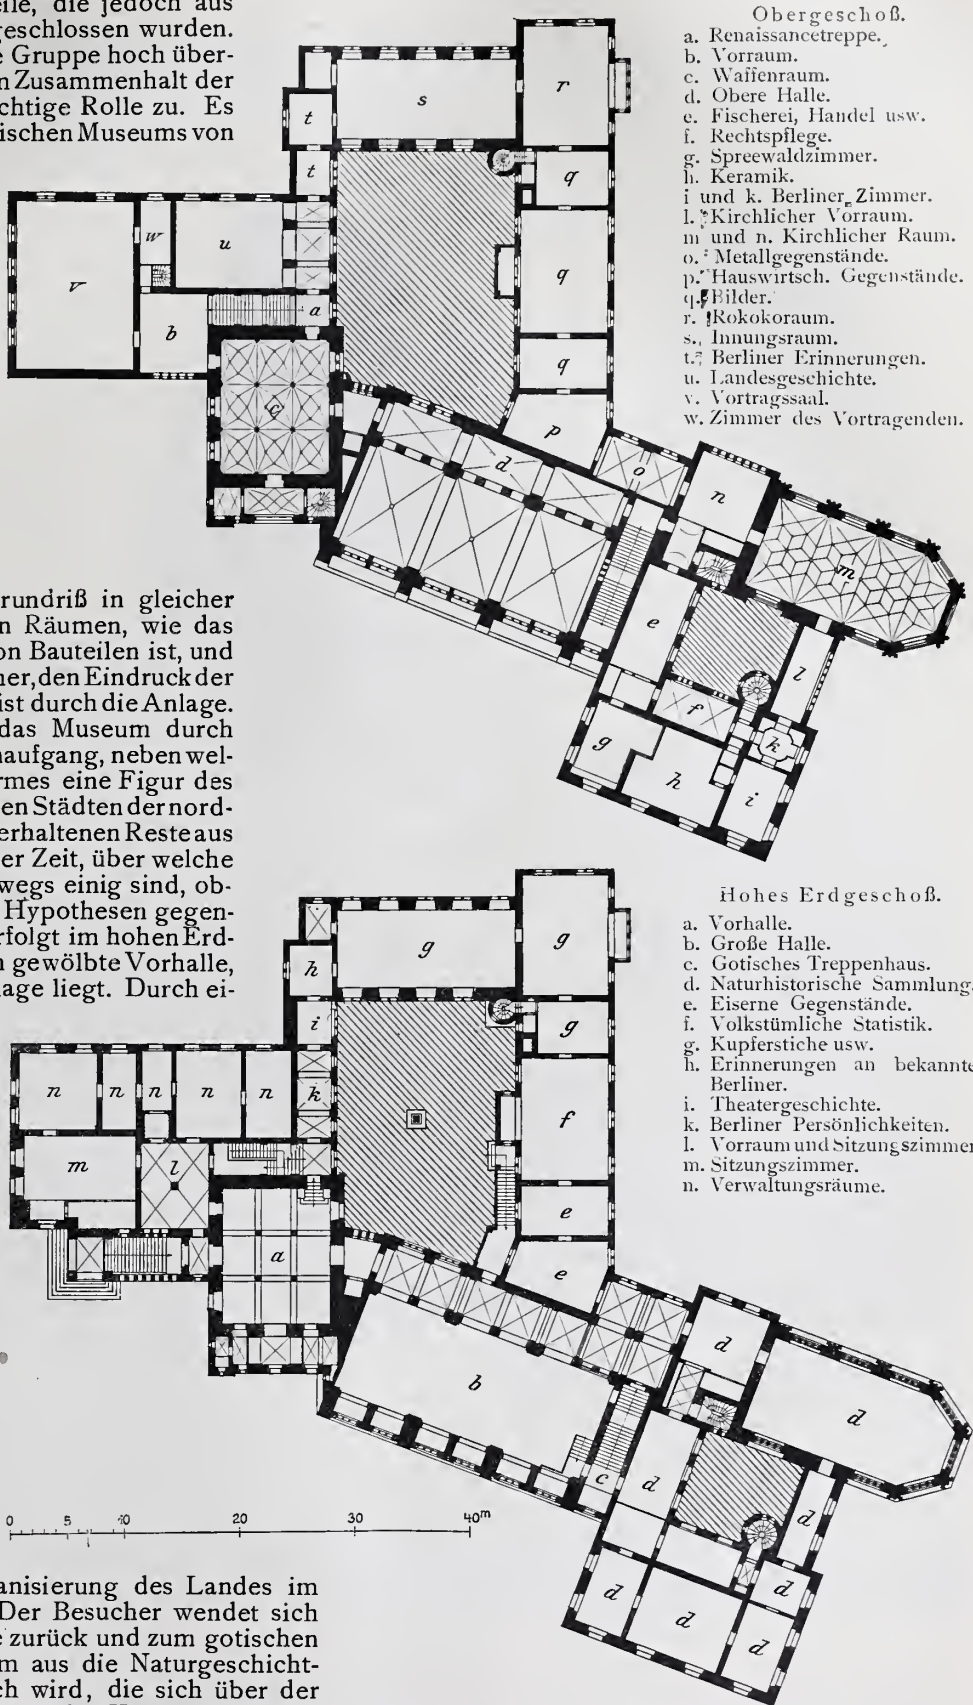 eile, die jedoch aus
geschlossen wurden.
e Gruppe hoch über-
n Zusammenhalt der
chtige Rolle zu. Es
ischen Museums von
Obergeschoß.
a. Renaissancetreppe.
b. Vorraum.
c. Waffenraum.
d. Obere Halle.
e. Fischerei, Handel usw.
f. Rechtspflege.
g. Spreewaldzimmer.
h. Keramik.
i und k. Berliner Zimmer.
l. Kirchlicher Vorraum.
m und n. Kirchlicher Raum.
o. Metallgegenstände.
p. Hauswirtsch. Gegenstände.
q. Bilder.
r. Rokokoraum.
s. Innungsraum.
t. Berliner Erinnerungen.
u. Landesgeschichte.
v. Vortragssaal.
w. Zimmer des Vortragenden.
s
r
t
t
q
w
u
v
q
a
b
q
c
p
d
o
n
m
e
l
f
g
k
h
i
rundriß in gleicher
n Räumen, wie das
on Bauteilen ist, und
ner, den Eindruck der
ist durch die Anlage.
das Museum durch
naufgang, neben wel-
rmes eine Figur des
en Städten der nord-
erhaltenen Reste aus
er Zeit, über welche
wegs einig sind, ob-
Hypothesen gegen-
rfolgt im hohen Erd-
n gewölbte Vorhalle,
lage liegt. Durch ei-
Hohes Erdgeschoß.
a. Vorhalle.
b. Große Halle.
c. Gotisches Treppenhaus.
d. Naturhistorische Sammlung.
e. Eiserne Gegenstände.
f. Volkstümliche Statistik.
g. Kupferstiche usw.
h. Erinnerungen an bekannte
Berliner.
i. Theatergeschichte.
k. Berliner Persönlichkeiten.
l. Vorraum und Sitzungszimmer
m. Sitzungszimmer.
n. Verwaltungsräume.
g
g
h
i
g
n
n
n
n
n
k
f
m
l
e
a
e
b
d
d
c
d
d
d
d
d
d
0 5 10 20 30 40m
anisierung des Landes im
Der Besucher wendet sich
e zurück und zum gotischen
m aus die Naturgeschicht-
ch wird, die sich über der